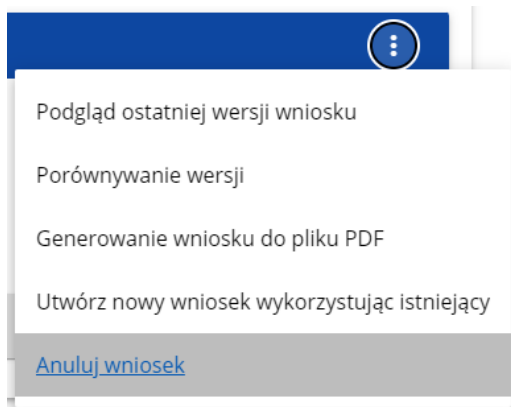 Podgląd ostatniej wersji wniosku
Porównywanie wersji
Generowanie wniosku do pliku PDF
Utwórz nowy wniosek wykorzystując istniejący
Anuluj wniosek